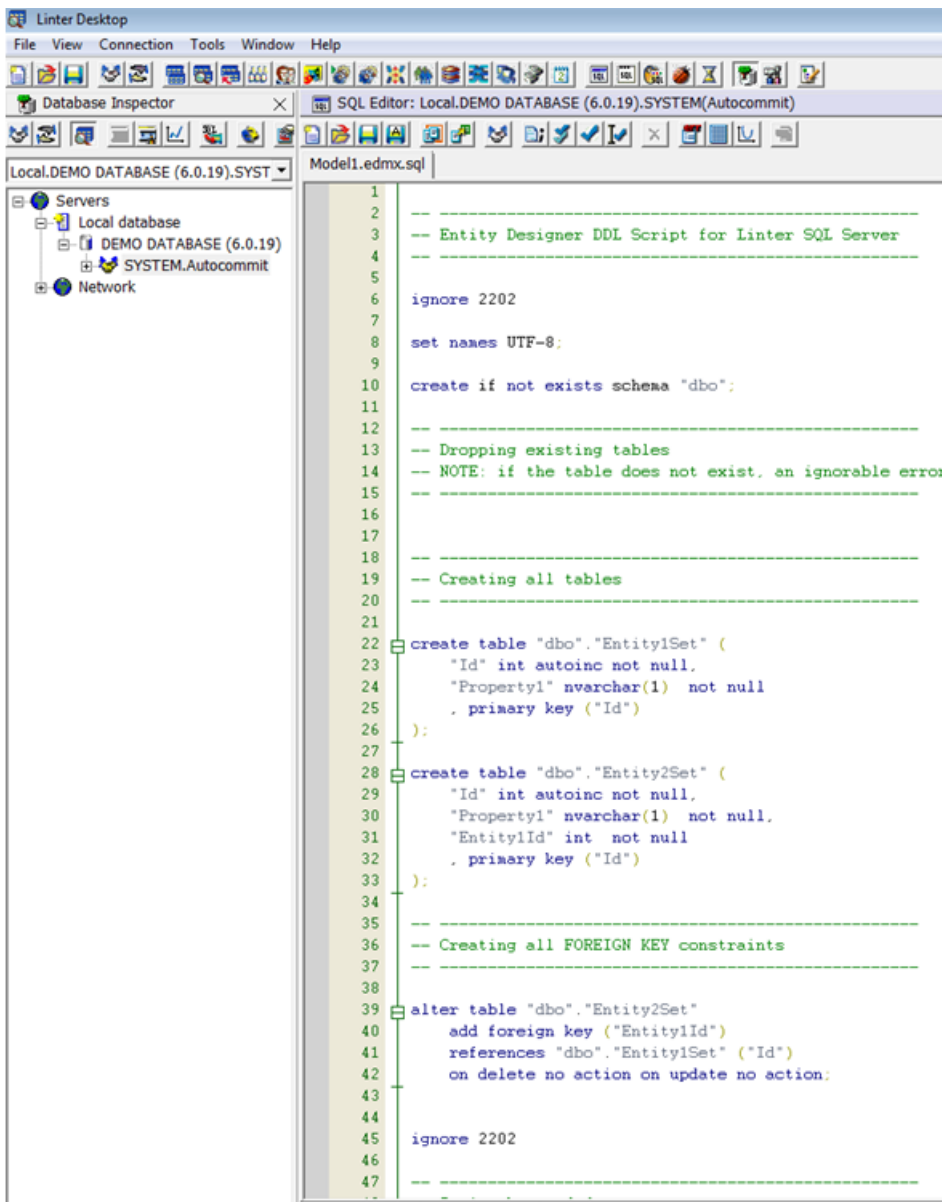 Linter Desktop
File View Connection Tools Window Help
Database Inspector
SQL Editor: Local.DEMO DATABASE (6.0.19).SYSTEM(Autocommit)
Local.DEMO DATABASE (6.0.19).SYST
Model1.edmx.sql
Servers
Local database
DEMO DATABASE (6.0.19)
SYSTEM.Autocommit
Network
1
2 -- --------------------------------------------------
3 -- Entity Designer DDL Script for Linter SQL Server
4 -- --------------------------------------------------
5
6 ignore 2202
7
8 set names UTF-8;
9
10 create if not exists schema "dbo";
11
12 -- --------------------------------------------------
13 -- Dropping existing tables
14 -- NOTE: if the table does not exist, an ignorable error
15 -- --------------------------------------------------
16
17
18 -- --------------------------------------------------
19 -- Creating all tables
20 -- --------------------------------------------------
21
22 create table "dbo"."Entity1Set" (
23 "Id" int autoinc not null,
24 "Property1" nvarchar(1) not null
25 , primary key ("Id")
26 );
27
28 create table "dbo"."Entity2Set" (
29 "Id" int autoinc not null,
30 "Property1" nvarchar(1) not null,
31 "Entity1Id" int not null
32 , primary key ("Id")
33 );
34
35 -- --------------------------------------------------
36 -- Creating all FOREIGN KEY constraints
37 -- --------------------------------------------------
38
39 alter table "dbo"."Entity2Set"
40 add foreign key ("Entity1Id")
41 references "dbo"."Entity1Set" ("Id")
42 on delete no action on update no action;
43
44
45 ignore 2202
46
47 -- --------------------------------------------------